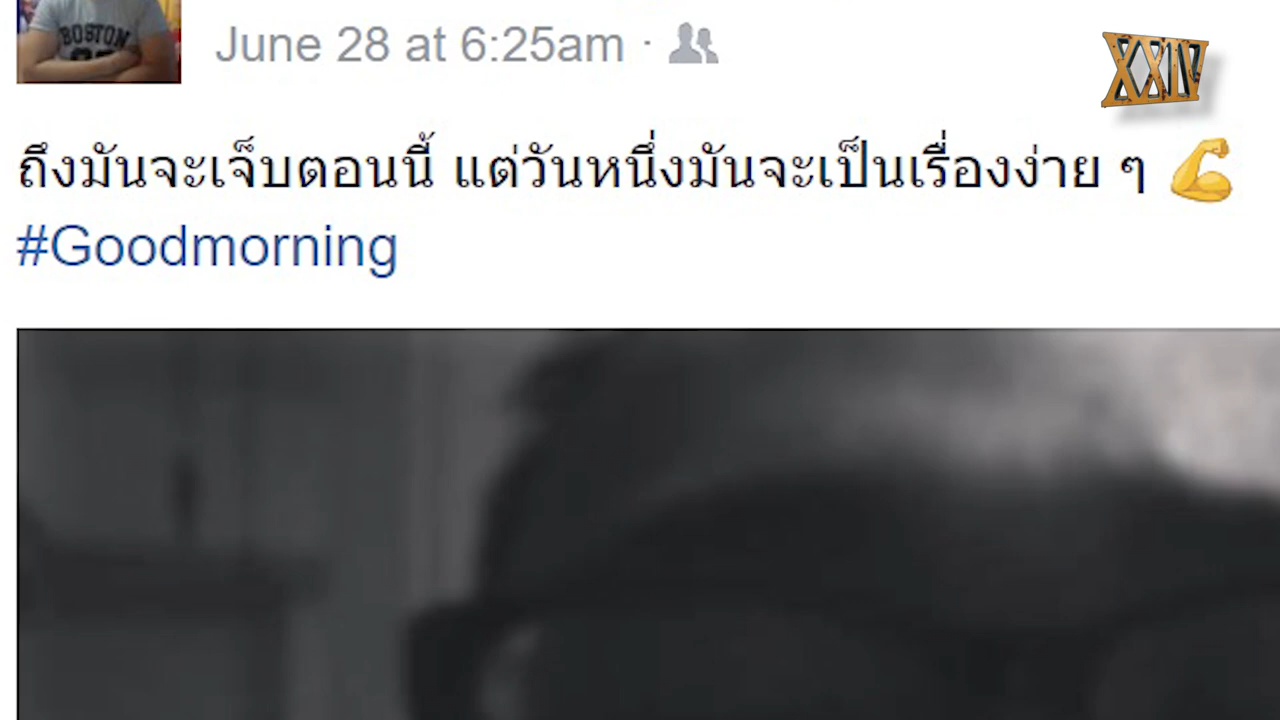 BOSTON
June 28 at 6:25am ·
XXIV
ถึงมันจะเจ็บตอนนี้ แต่วันหนึ่งมันจะเป็นเรื่องง่าย ๆ 💪
#Goodmorning